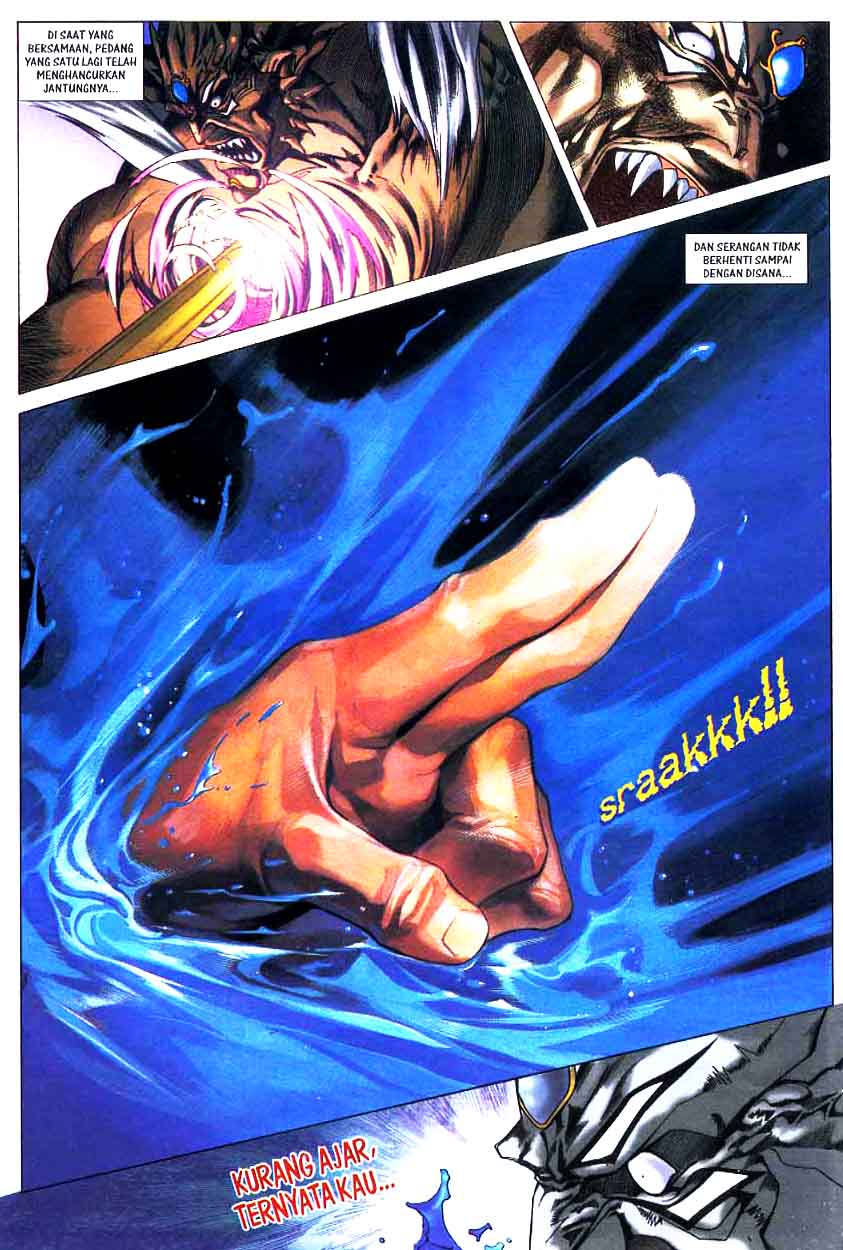 DI SAAT YANG
BERSAMAAN, PEDANG
YANG SATU LAGI TELAH
MENGHANCURKAN
JANTUNGNYA...
DAN SERANGAN TIDAK
BERHENTI SAMPAI
DENGAN DISANA...
sraakkk!!
KURANG AJAR,
TERNYATA KAU...